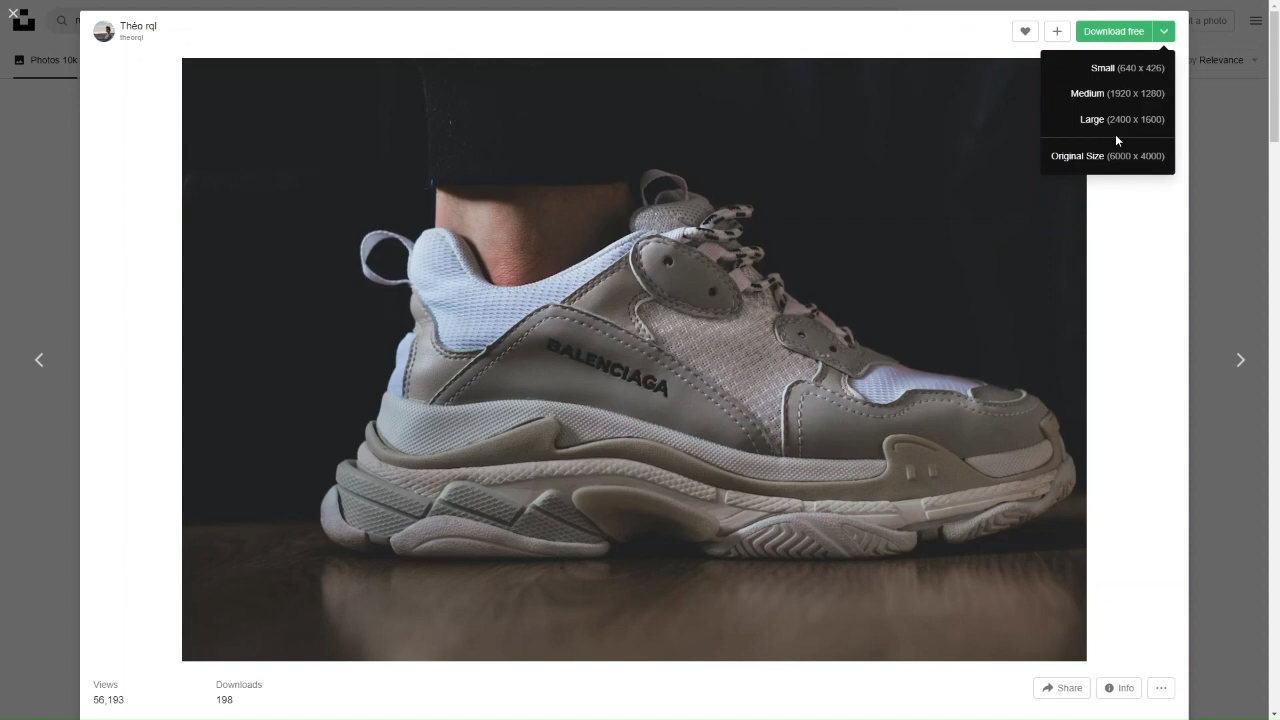 Théo rql
theorql
Download free
a photo
Photos 10k
by Relevance
Small (640 x 426)
Medium (1920 x 1280)
Large (2400 x 1600)
Original Size (6000 x 4000)
BALENCIAGA
Views
56,193
Downloads
198
Share
Info